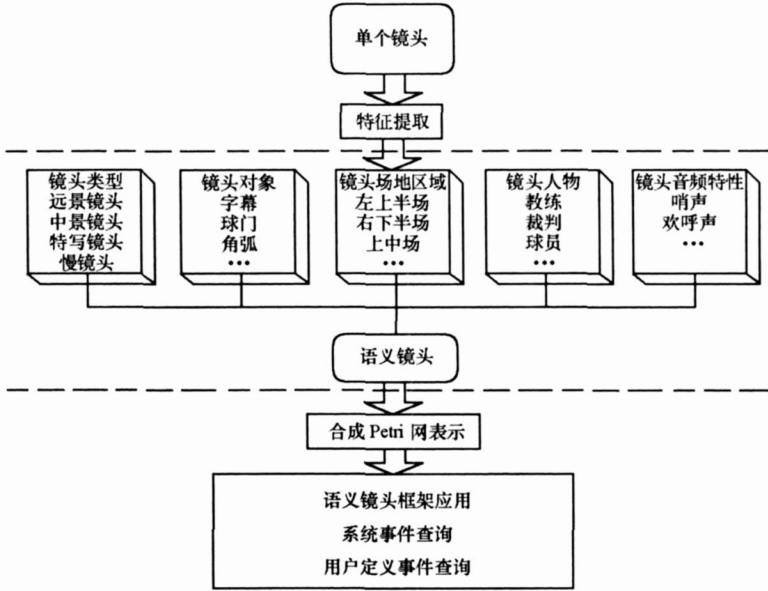 单个镜头
特征提取
镜头类型
远景镜头
中景镜头
特写镜头
慢镜头
镜头对象
字幕
球门
角弧
•••
镜头场地区域
左上半场
右下半场
上中场
•••
镜头人物
教练
裁判
球员
•••
镜头音频特性
哨声
欢呼声
•••
语义镜头
合成 Petri 网表示
语义镜头框架应用
系统事件查询
用户定义事件查询